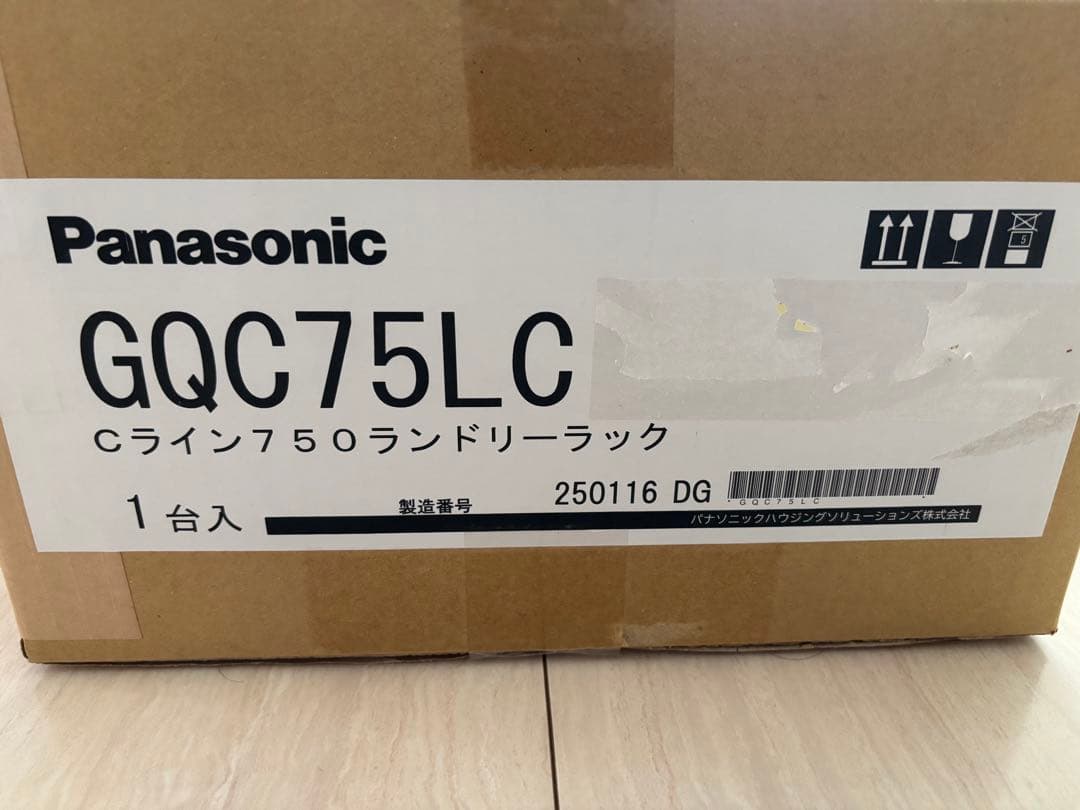 Panasonic
5
GQC75LC
Cライン750ランドリーラック
1台入
製造番号
250116 DG
*GQC75LC*
パナソニックハウジングソリューションズ株式会社